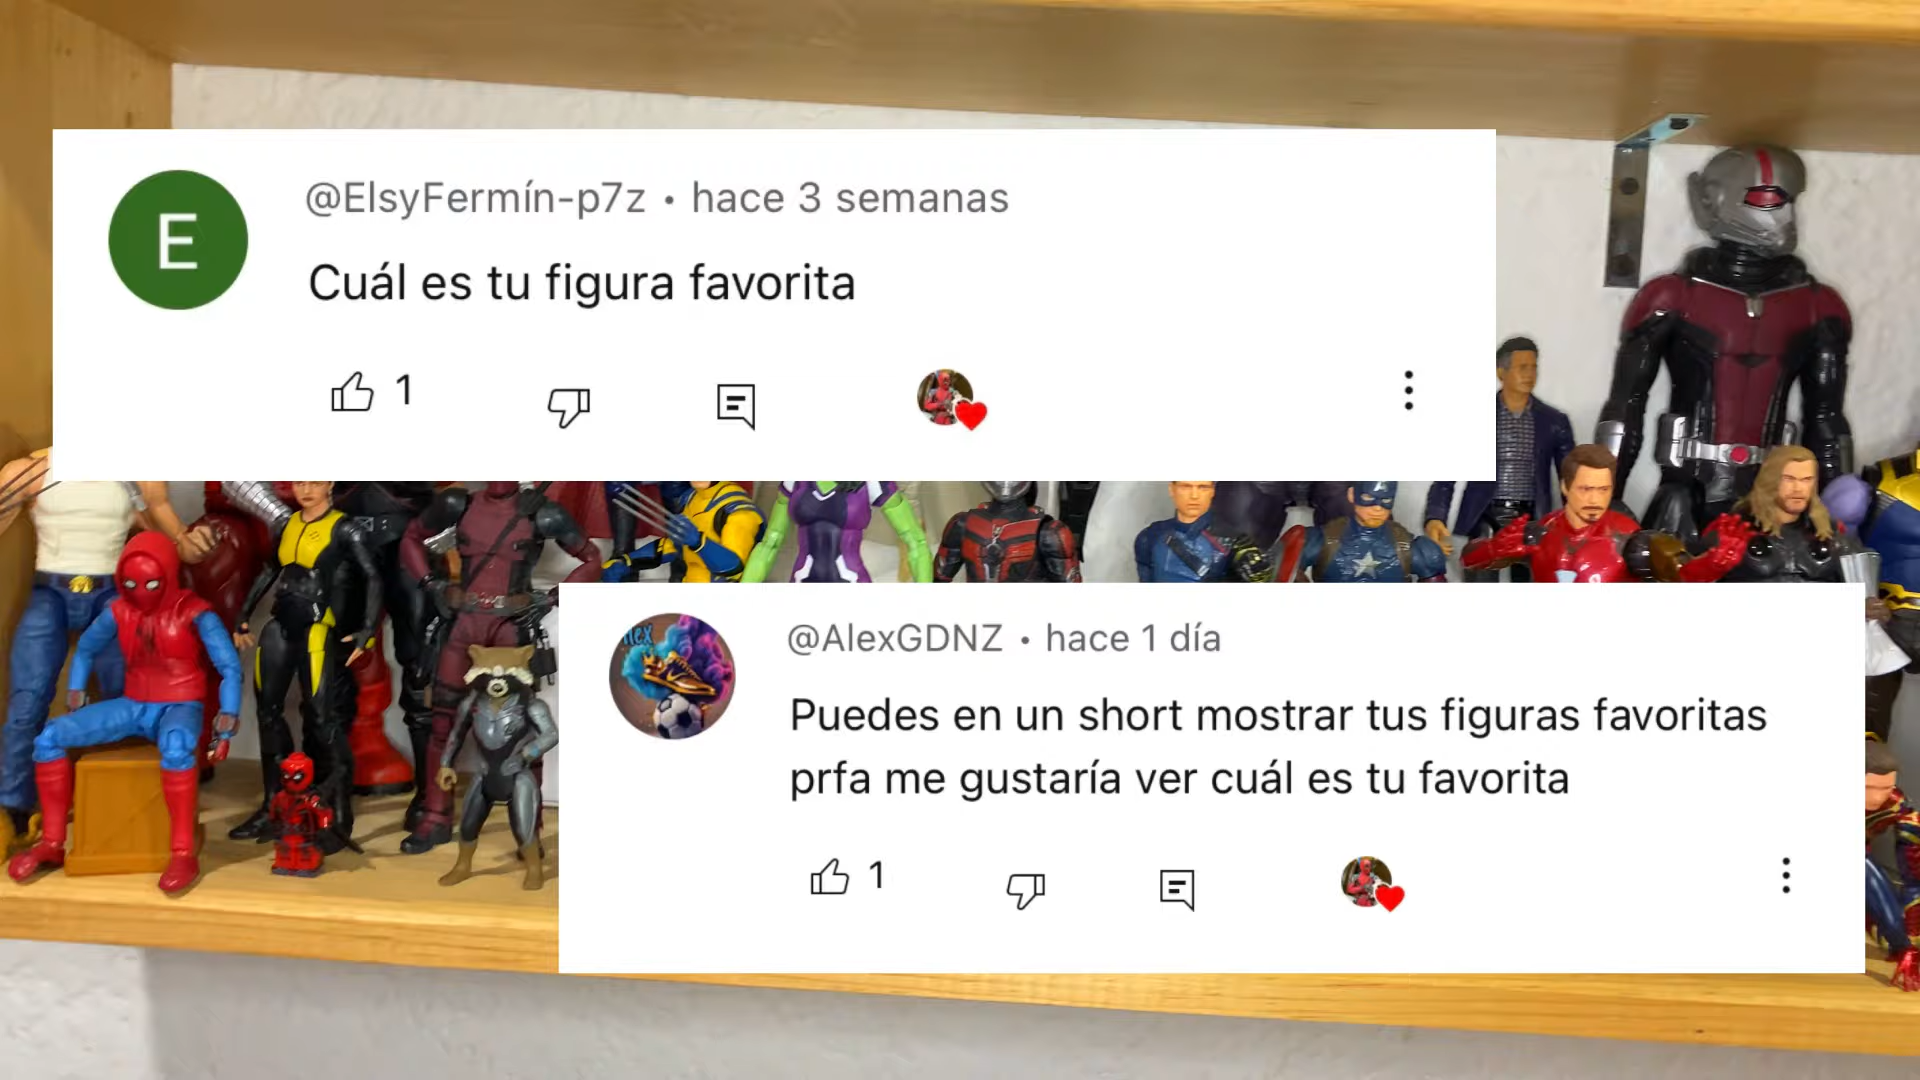 E
@ElsyFermín-p7z • hace 3 semanas
Cuál es tu figura favorita
1
@AlexGDNZ • hace 1 día
Puedes en un short mostrar tus figuras favoritas
prfa me gustaría ver cuál es tu favorita
1